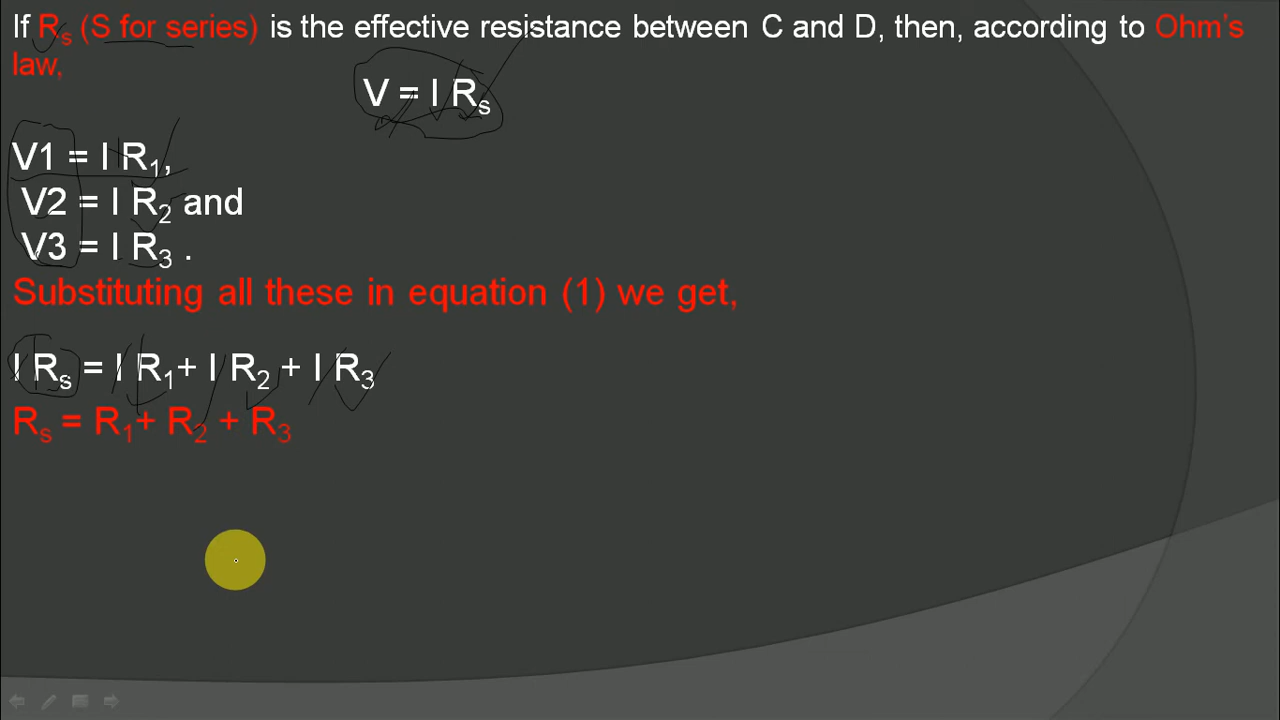 If Rs (S for series) is the effective resistance between C and D, then, according to Ohm's
law,
V = I Rs
V1 = I R1,
V2 = I R2 and
V3 = I R3 .
Substituting all these in equation (1) we get,
I Rs = I R1+ I R2 + I R3
Rs = R1+ R2 + R3